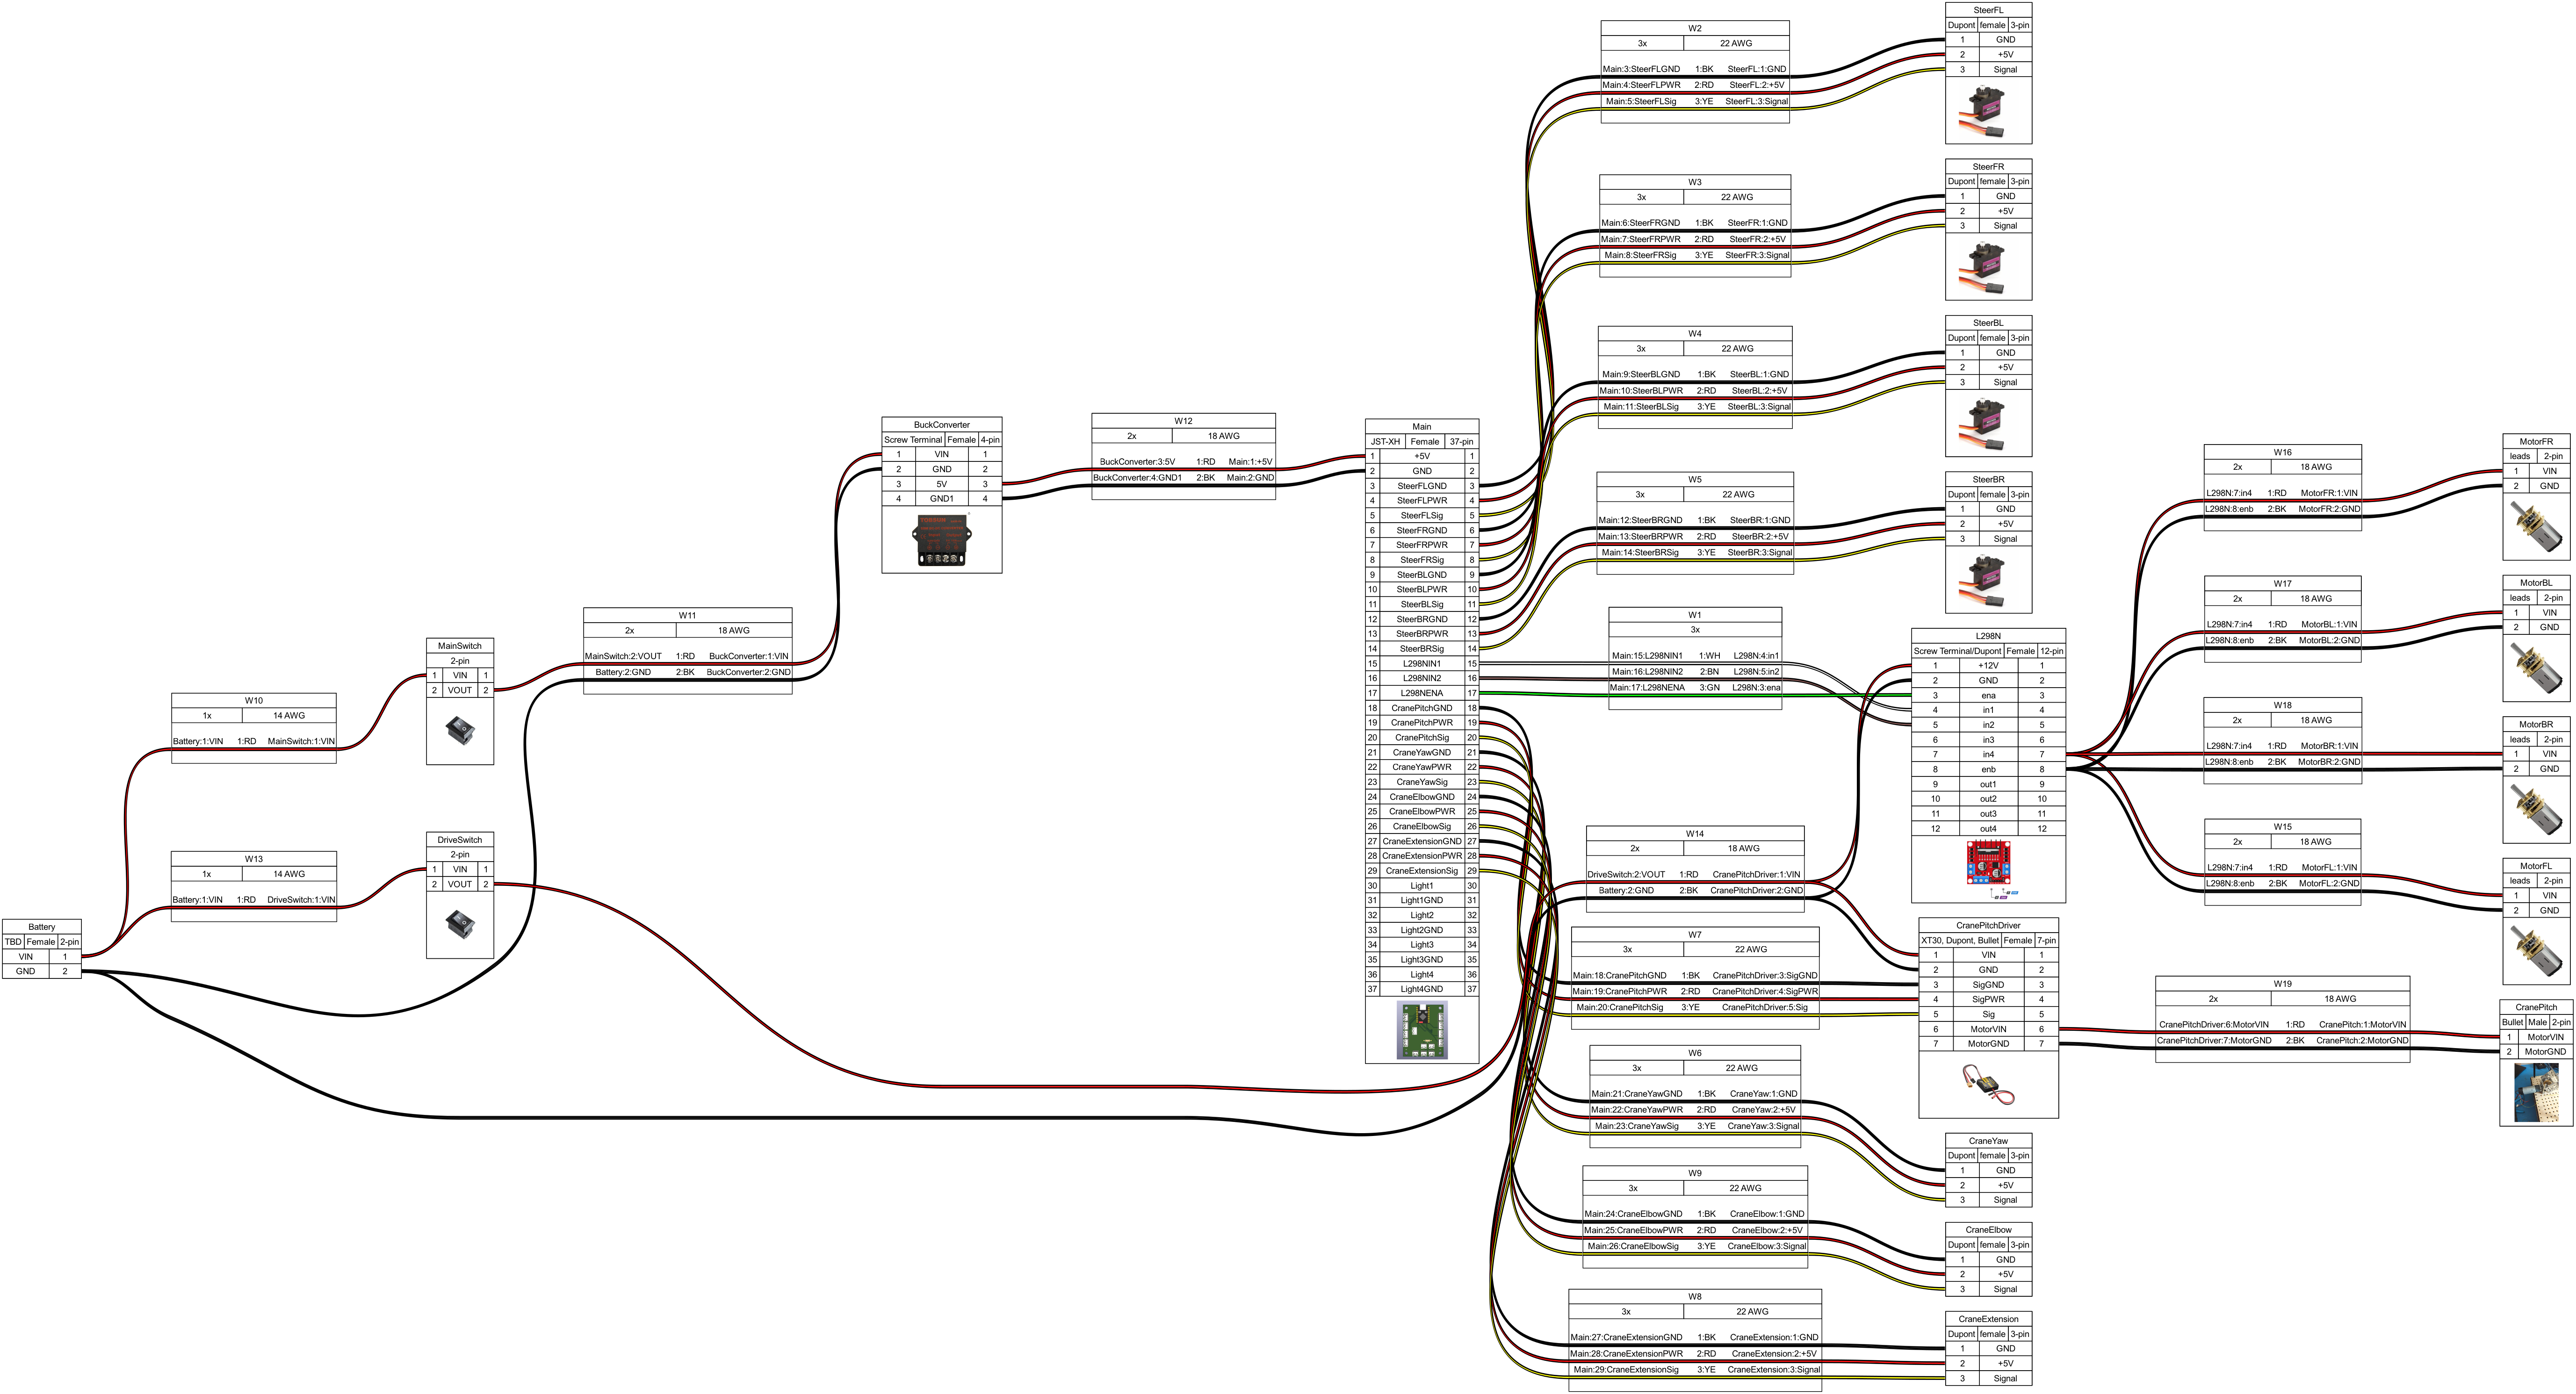 Battery
TBD Female 2-pin
VIN 1
GND 2
W10
1x 14 AWG
Battery:1:VIN 1:RD MainSwitch:1:VIN
W13
1x 14 AWG
Battery:1:VIN 1:RD DriveSwitch:1:VIN
MainSwitch
2-pin
1 VIN 1
2 VOUT 2
DriveSwitch
2-pin
1 VIN 1
2 VOUT 2
W11
2x 18 AWG
MainSwitch:2:VOUT 1:RD BuckConverter:1:VIN
Battery:2:GND 2:BK BuckConverter:2:GND
BuckConverter
Screw Terminal Female 4-pin
1 VIN 1
2 GND 2
3 5V 3
4 GND1 4
W12
2x 18 AWG
BuckConverter:3:5V 1:RD Main:1:+5V
BuckConverter:4:GND1 2:BK Main:2:GND
Main
JST-XH Female 37-pin
1 +5V 1
2 GND 2
3 SteerFLGND 3
4 SteerFLPWR 4
5 SteerFLSig 5
6 SteerFRGND 6
7 SteerFRPWR 7
8 SteerFRSig 8
9 SteerBLGND 9
10 SteerBLPWR 10
11 SteerBLSig 11
12 SteerBRGND 12
13 SteerBRPWR 13
14 SteerBRSig 14
15 L298NIN1 15
16 L298NIN2 16
17 L298NENA 17
18 CranePitchGND 18
19 CranePitchPWR 19
20 CranePitchSig 20
21 CraneYawGND 21
22 CraneYawPWR 22
23 CraneYawSig 23
24 CraneElbowGND 24
25 CraneElbowPWR 25
26 CraneElbowSig 26
27 CraneExtensionGND 27
28 CraneExtensionPWR 28
29 CraneExtensionSig 29
30 Light1 30
31 Light1GND 31
32 Light2 32
33 Light2GND 33
34 Light3 34
35 Light3GND 35
36 Light4 36
37 Light4GND 37
W2
3x 22 AWG
Main:3:SteerFLGND 1:BK SteerFL:1:GND
Main:4:SteerFLPWR 2:RD SteerFL:2:+5V
Main:5:SteerFLSig 3:YE SteerFL:3:Signal
W3
3x 22 AWG
Main:6:SteerFRGND 1:BK SteerFR:1:GND
Main:7:SteerFRPWR 2:RD SteerFR:2:+5V
Main:8:SteerFRSig 3:YE SteerFR:3:Signal
W4
3x 22 AWG
Main:9:SteerBLGND 1:BK SteerBL:1:GND
Main:10:SteerBLPWR 2:RD SteerBL:2:+5V
Main:11:SteerBLSig 3:YE SteerBL:3:Signal
W5
3x 22 AWG
Main:12:SteerBRGND 1:BK SteerBR:1:GND
Main:13:SteerBRPWR 2:RD SteerBR:2:+5V
Main:14:SteerBRSig 3:YE SteerBR:3:Signal
W1
3x
Main:15:L298NIN1 1:WH L298N:4:in1
Main:16:L298NIN2 2:BN L298N:5:in2
Main:17:L298NENA 3:GN L298N:3:ena
W14
2x 18 AWG
DriveSwitch:2:VOUT 1:RD CranePitchDriver:1:VIN
Battery:2:GND 2:BK CranePitchDriver:2:GND
W7
3x 22 AWG
Main:18:CranePitchGND 1:BK CranePitchDriver:3:SigGND
Main:19:CranePitchPWR 2:RD CranePitchDriver:4:SigPWR
Main:20:CranePitchSig 3:YE CranePitchDriver:5:Sig
W6
3x 22 AWG
Main:21:CraneYawGND 1:BK CraneYaw:1:GND
Main:22:CraneYawPWR 2:RD CraneYaw:2:+5V
Main:23:CraneYawSig 3:YE CraneYaw:3:Signal
W9
3x 22 AWG
Main:24:CraneElbowGND 1:BK CraneElbow:1:GND
Main:25:CraneElbowPWR 2:RD CraneElbow:2:+5V
Main:26:CraneElbowSig 3:YE CraneElbow:3:Signal
W8
3x 22 AWG
Main:27:CraneExtensionGND 1:BK CraneExtension:1:GND
Main:28:CraneExtensionPWR 2:RD CraneExtension:2:+5V
Main:29:CraneExtensionSig 3:YE CraneExtension:3:Signal
SteerFL
Dupont female 3-pin
1 GND
2 +5V
3 Signal
SteerFR
Dupont female 3-pin
1 GND
2 +5V
3 Signal
SteerBL
Dupont female 3-pin
1 GND
2 +5V
3 Signal
SteerBR
Dupont female 3-pin
1 GND
2 +5V
3 Signal
L298N
Screw Terminal/Dupont Female 12-pin
1 +12V 1
2 GND 2
3 ena 3
4 in1 4
5 in2 5
6 in3 6
7 in4 7
8 enb 8
9 out1 9
10 out2 10
11 out3 11
12 out4 12
CranePitchDriver
XT30, Dupont, Bullet Female 7-pin
1 VIN 1
2 GND 2
3 SigGND 3
4 SigPWR 4
5 Sig 5
6 MotorVIN 6
7 MotorGND 7
CraneYaw
Dupont female 3-pin
1 GND
2 +5V
3 Signal
CraneElbow
Dupont female 3-pin
1 GND
2 +5V
3 Signal
CraneExtension
Dupont female 3-pin
1 GND
2 +5V
3 Signal
W16
2x 18 AWG
L298N:7:in4 1:RD MotorFR:1:VIN
L298N:8:enb 2:BK MotorFR:2:GND
W17
2x 18 AWG
L298N:7:in4 1:RD MotorBL:1:VIN
L298N:8:enb 2:BK MotorBL:2:GND
W18
2x 18 AWG
L298N:7:in4 1:RD MotorBR:1:VIN
L298N:8:enb 2:BK MotorBR:2:GND
W15
2x 18 AWG
L298N:7:in4 1:RD MotorFL:1:VIN
L298N:8:enb 2:BK MotorFL:2:GND
W19
2x 18 AWG
CranePitchDriver:6:MotorVIN 1:RD CranePitch:1:MotorVIN
CranePitchDriver:7:MotorGND 2:BK CranePitch:2:MotorGND
MotorFR
leads 2-pin
1 VIN
2 GND
MotorBL
leads 2-pin
1 VIN
2 GND
MotorBR
leads 2-pin
1 VIN
2 GND
MotorFL
leads 2-pin
1 VIN
2 GND
CranePitch
Bullet Male 2-pin
1 MotorVIN
2 MotorGND